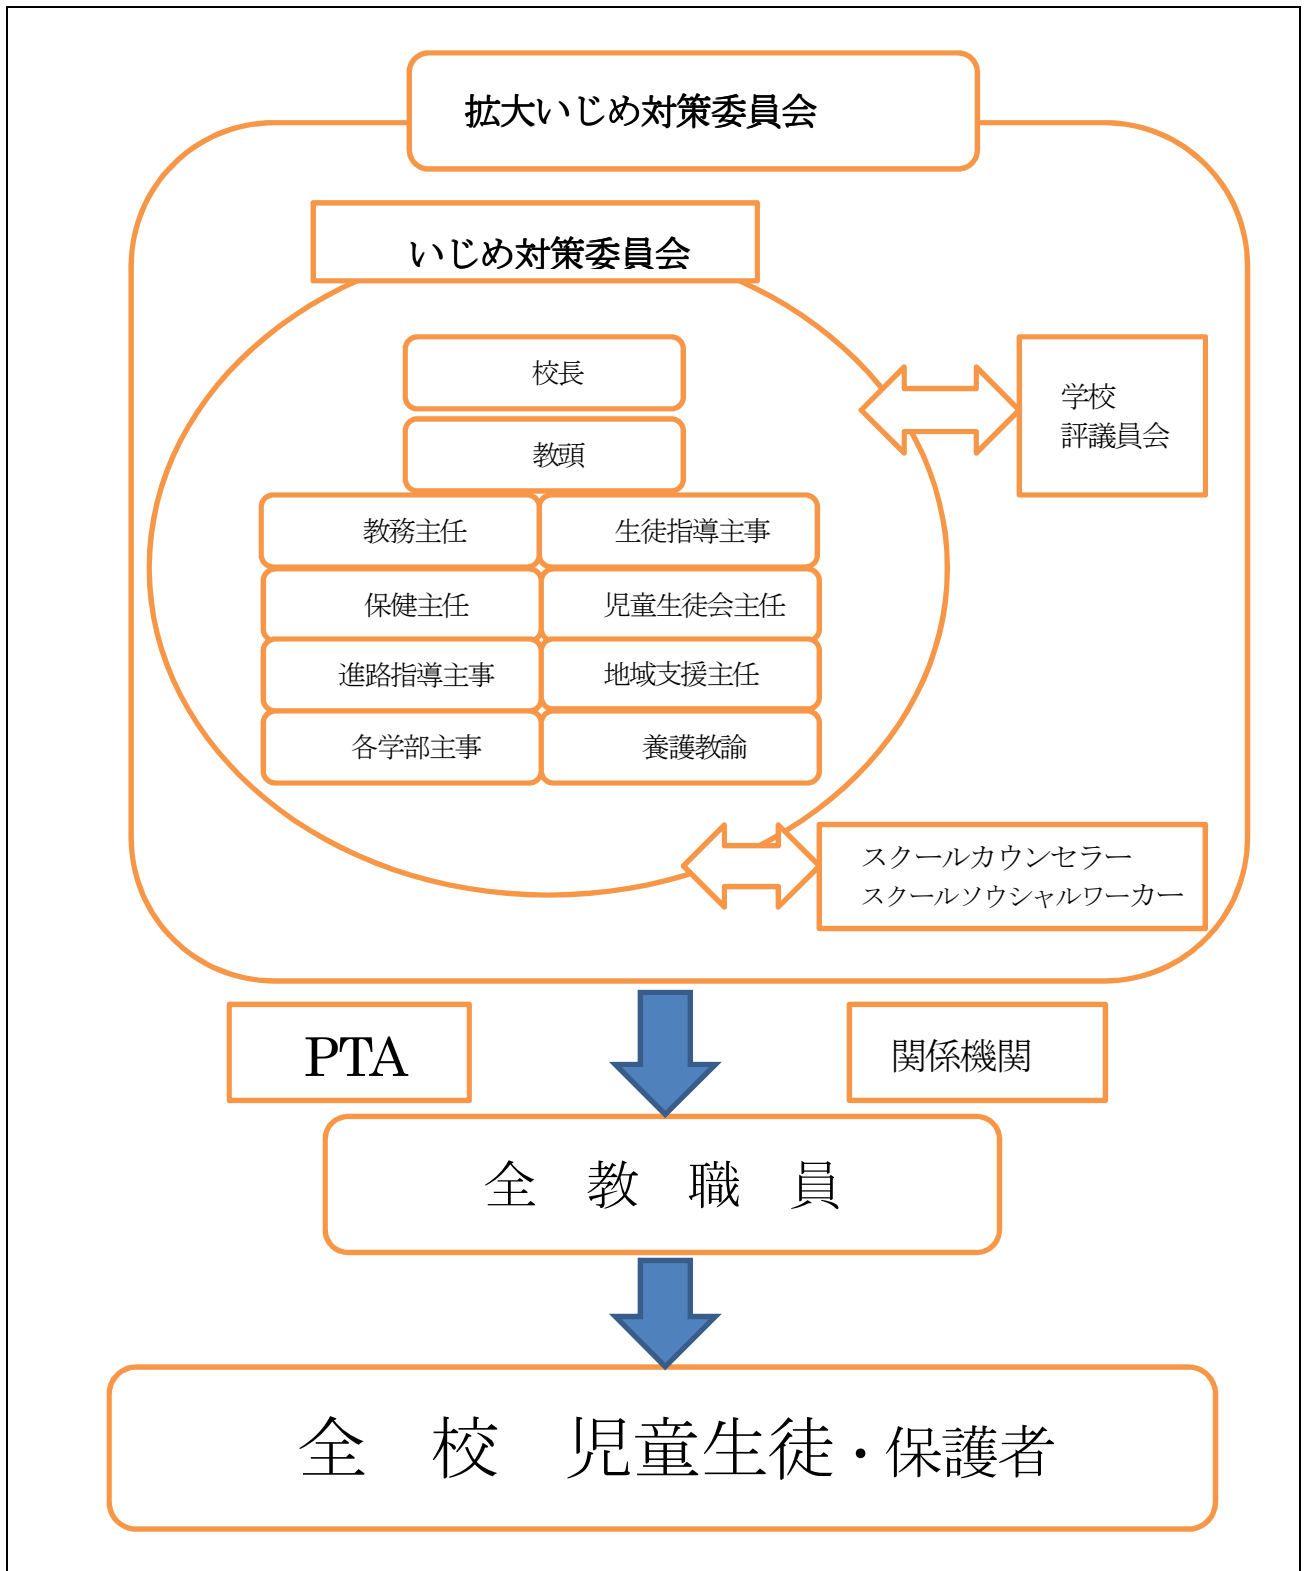 拡大いじめ対策委員会
いじめ対策委員会
校長
教頭
教務主任
生徒指導主事
保健主任
児童生徒会主任
進路指導主事
地域支援主任
各学部主事
養護教諭
学校
評議員会
スクールカウンセラー
スクールソウシャルワーカー
PTA
関係機関
全　教　職　員
全　校　児童生徒・保護者